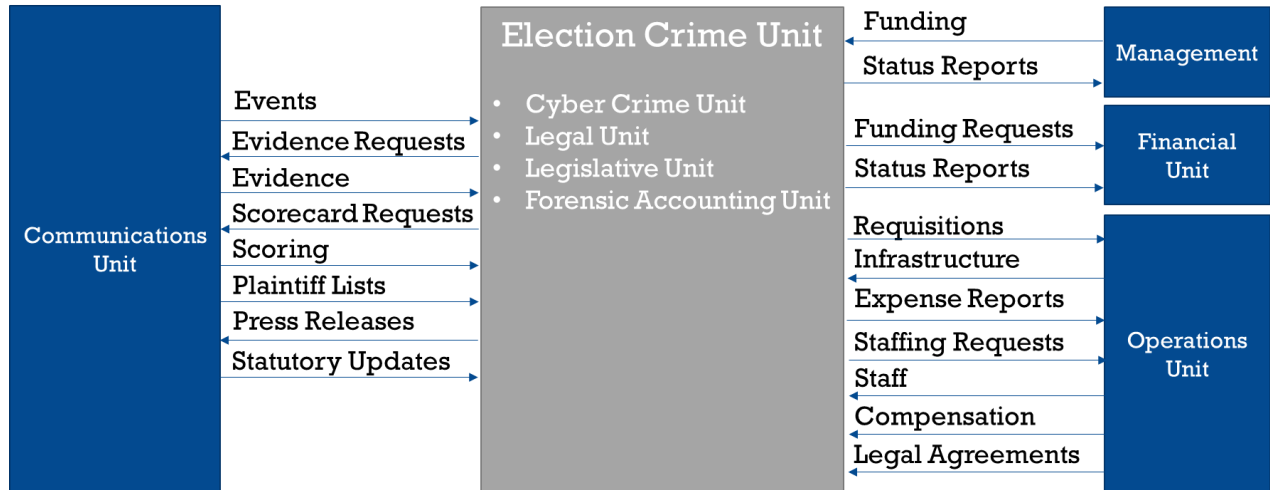 Communications
Unit
Events
Evidence Requests
Evidence
Scorecard Requests
Scoring
Plaintiff Lists
Press Releases
Statutory Updates
Election Crime Unit
• Cyber Crime Unit
• Legal Unit
• Legislative Unit
• Forensic Accounting Unit
Funding
Status Reports
Management
Funding Requests
Status Reports
Financial
Unit
Requisitions
Infrastructure
Expense Reports
Staffing Requests
Staff
Compensation
Legal Agreements
Operations
Unit